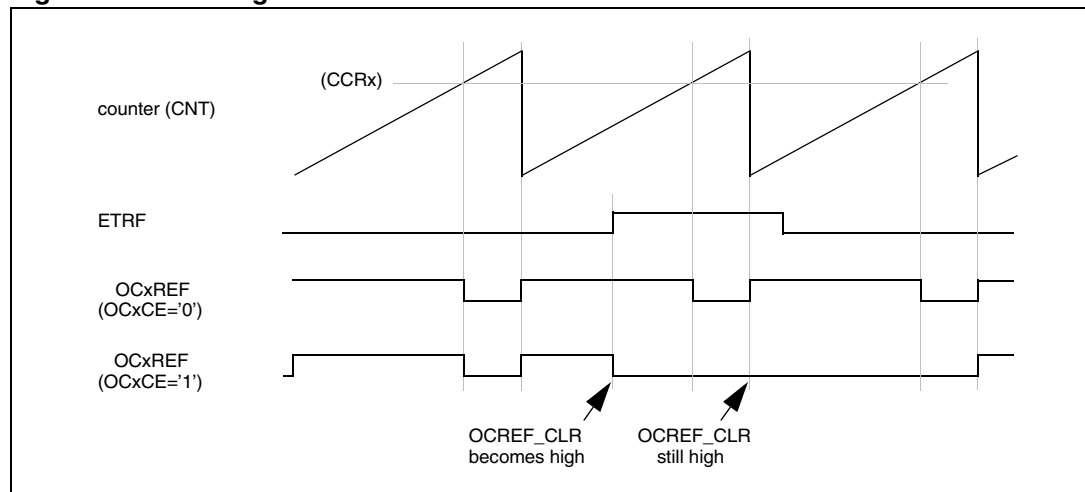 (CCRx)
counter (CNT)
ETRF
OCxREF
(OCxCE='0')
OCxREF
(OCxCE='1')
OCREF_CLR
becomes high
OCREF_CLR
still high